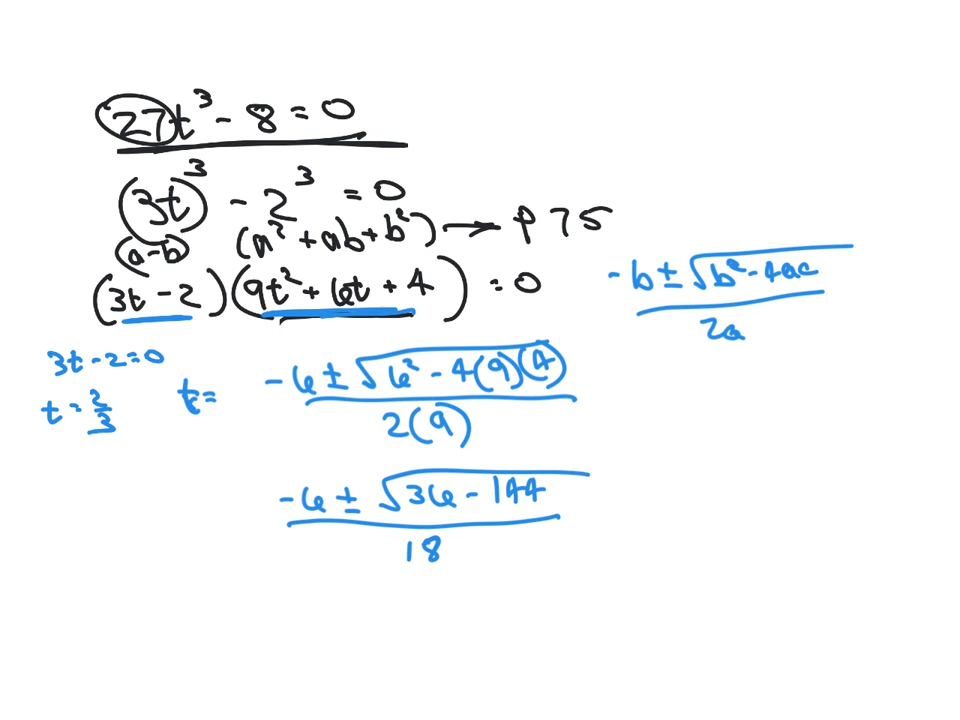 27t³ - 8 = 0
(3t)³ - 2³ = 0
(a-b) (a² + ab + b²) → p 75
(3t - 2)(9t² + 6t + 4) = 0
-b ± √(b² - 4ac)
2a
3t - 2 = 0
t = 2/3
t = -6 ± √(6² - 4(9)(4))
2(9)
-6 ± √(36 - 144)
18